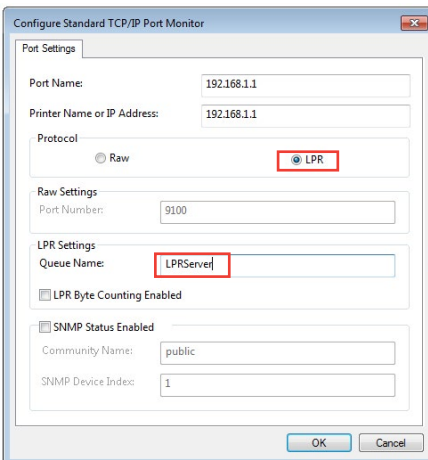 Configure Standard TCP/IP Port Monitor
Port Settings
Port Name: 192.168.1.1
Printer Name or IP Address: 192.168.1.1
Protocol
Raw LPR
Raw Settings
Port Number: 9100
LPR Settings
Queue Name: LPRServer
LPR Byte Counting Enabled
SNMP Status Enabled
Community Name: public
SNMP Device Index: 1
OK Cancel